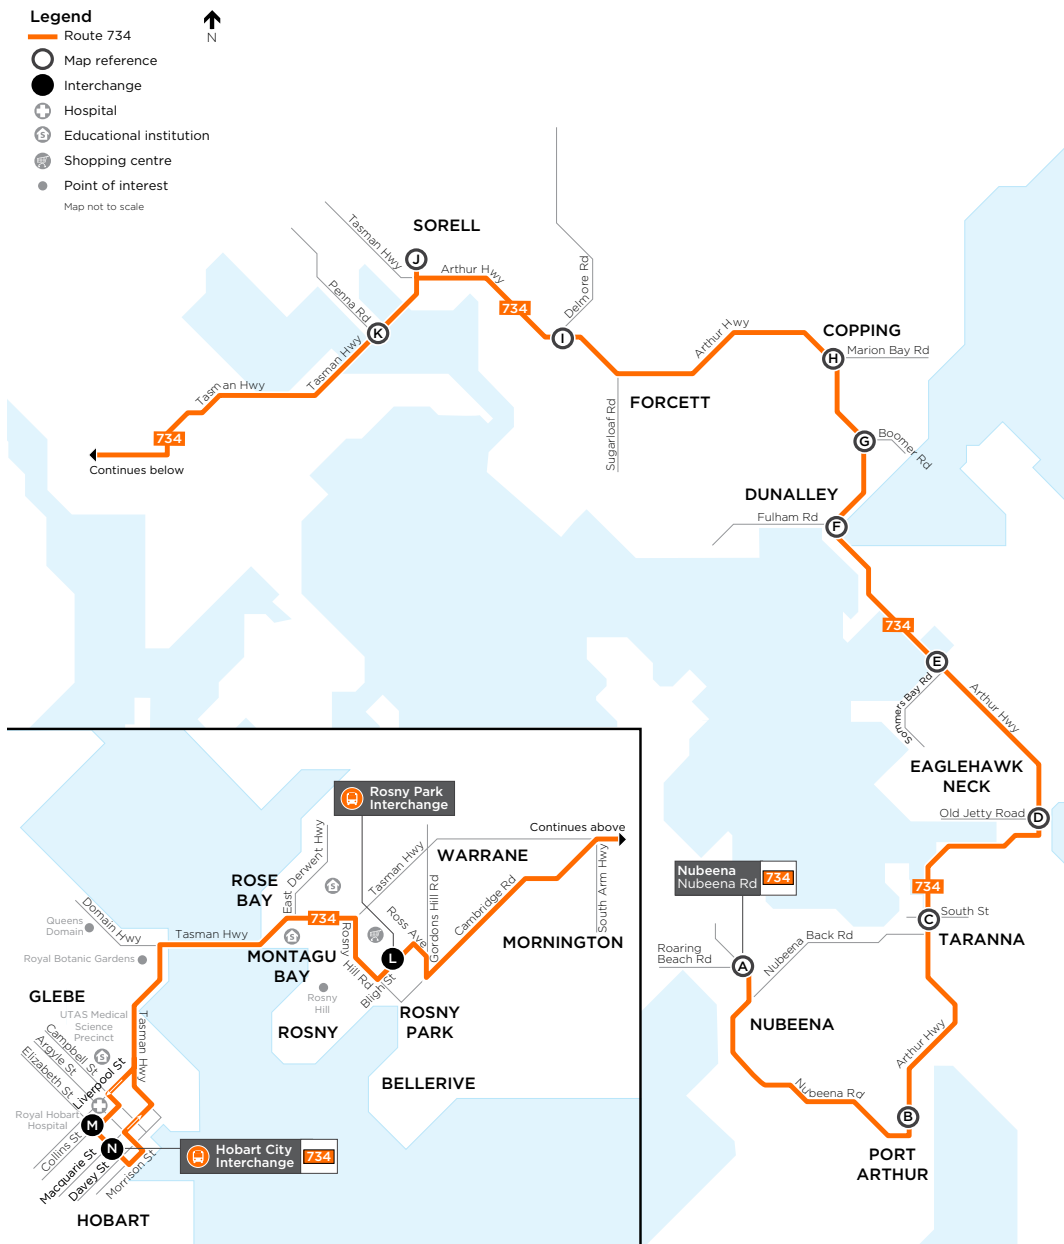 Legend
Route 734
N
Map reference
Interchange
Hospital
Educational institution
Shopping centre
Point of interest
Map not to scale
SORELL
Tasman Hwy
J
Arthur Hwy
Penna Rd
K
734
Delmore Rd
I
Tasman Hwy
Tasman Hwy
734
Continues below
Sugarloaf Rd
FORCETT
Arthur Hwy
COPPING
H
Marion Bay Rd
G
Boomer Rd
DUNALLEY
Fulham Rd
F
734
E
Sommers Bay Rd
Arthur Hwy
EAGLEHAWK
NECK
Old Jetty Road
D
734
C
South St
TARANNA
Nubeena
Nubeena Rd
734
Nubeena Back Rd
Roaring
Beach Rd
A
NUBEENA
Arthur Hwy
Nubeena Rd
B
PORT
ARTHUR
Rosny Park
Interchange
Continues above
East Derwent Hwy
Tasman Hwy
WARRANE
South Arm Hwy
ROSE
BAY
Gordons Hill Rd
Cambridge Rd
Queens
Domain
Domain Hwy
734
Ross Ave
Tasman Hwy
MORNINGTON
MONTAGU
BAY
Rosny Hill Rd
L
Bligh St
Royal Botanic Gardens
GLEBE
Rosny
Hill
ROSNY
ROSNY
PARK
UTAS Medical
Science
Precinct
Tasman Hwy
Campbell St
Argyle St
Elizabeth St
Liverpool St
BELLERIVE
Royal Hobart
Hospital
M
Collins St
N
Macquarie St
Davey St
Morrison St
Hobart City
Interchange
734
HOBART